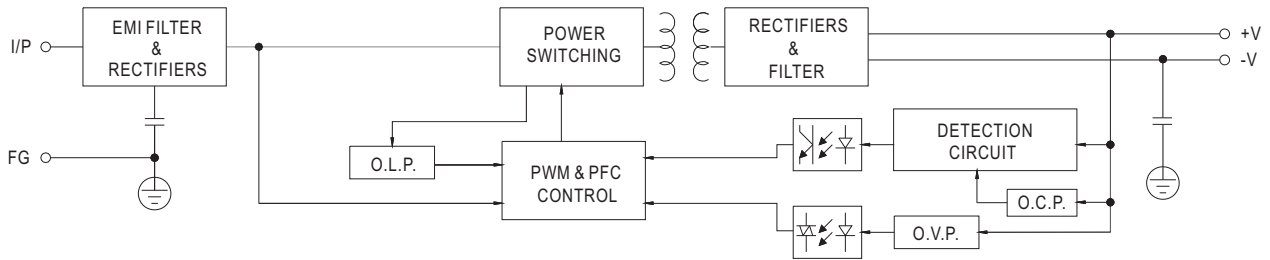 I/P
EMI FILTER
&
RECTIFIERS
POWER
SWITCHING
RECTIFIERS
&
FILTER
+V
-V
FG
O.L.P.
PWM & PFC
CONTROL
DETECTION
CIRCUIT
O.C.P.
O.V.P.